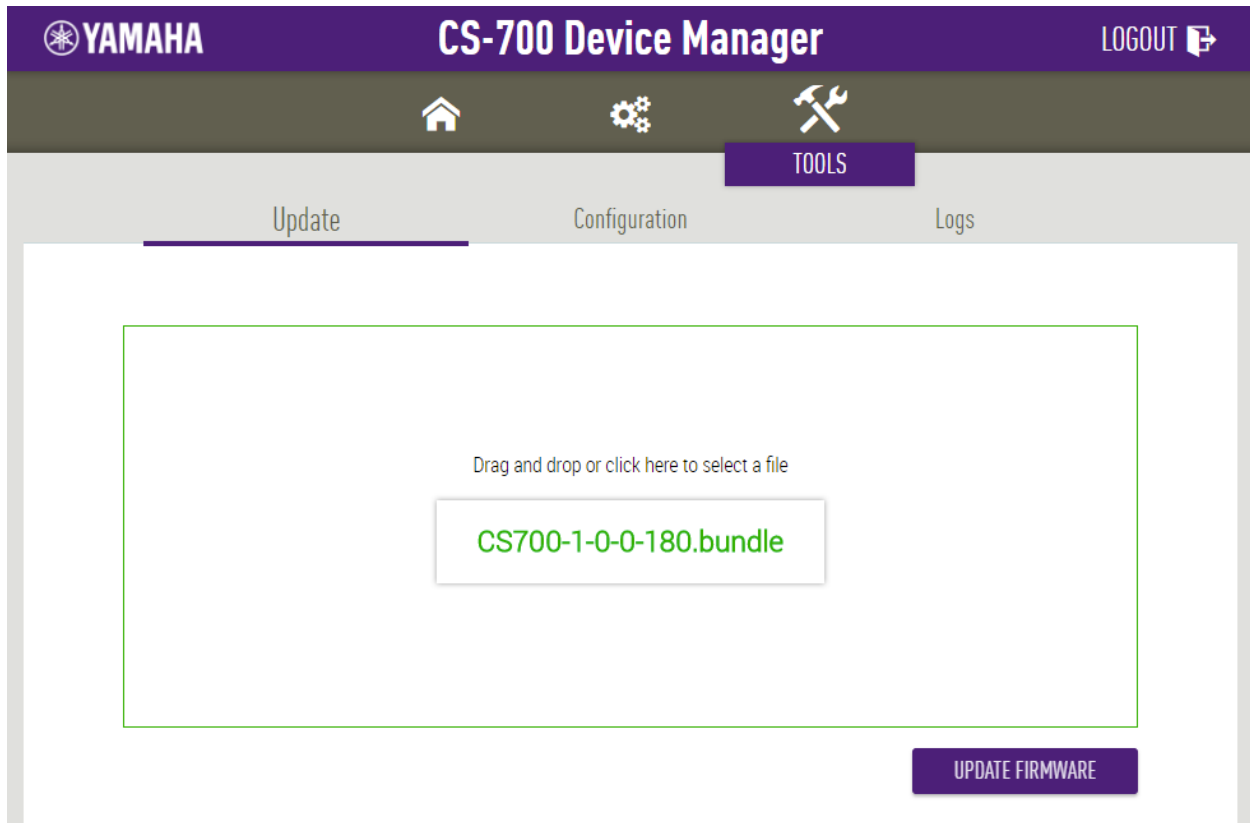 YAMAHA
CS-700 Device Manager
LOGOUT
TOOLS
Update
Configuration
Logs
Drag and drop or click here to select a file
CS700-1-0-0-180.bundle
UPDATE FIRMWARE